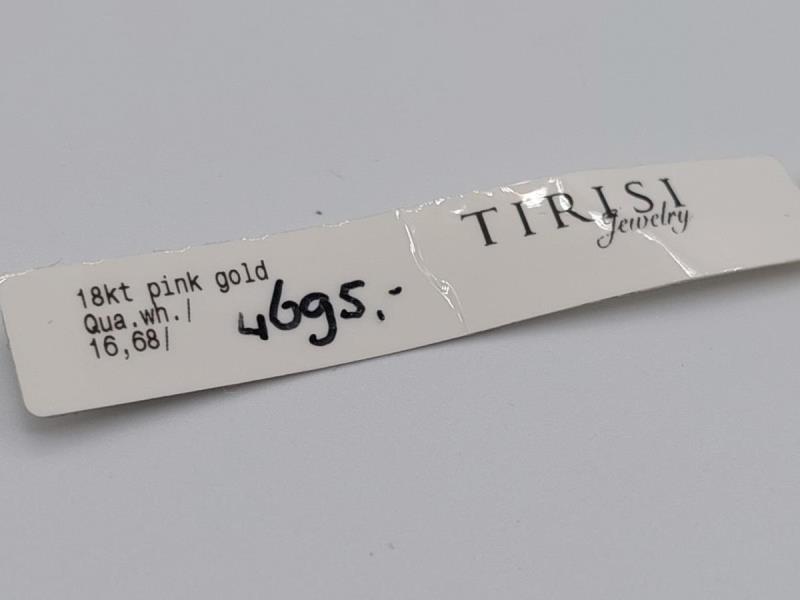 18kt pink gold
Qua.wh./
16,68/
4695.-
TIRISI
Jewelry